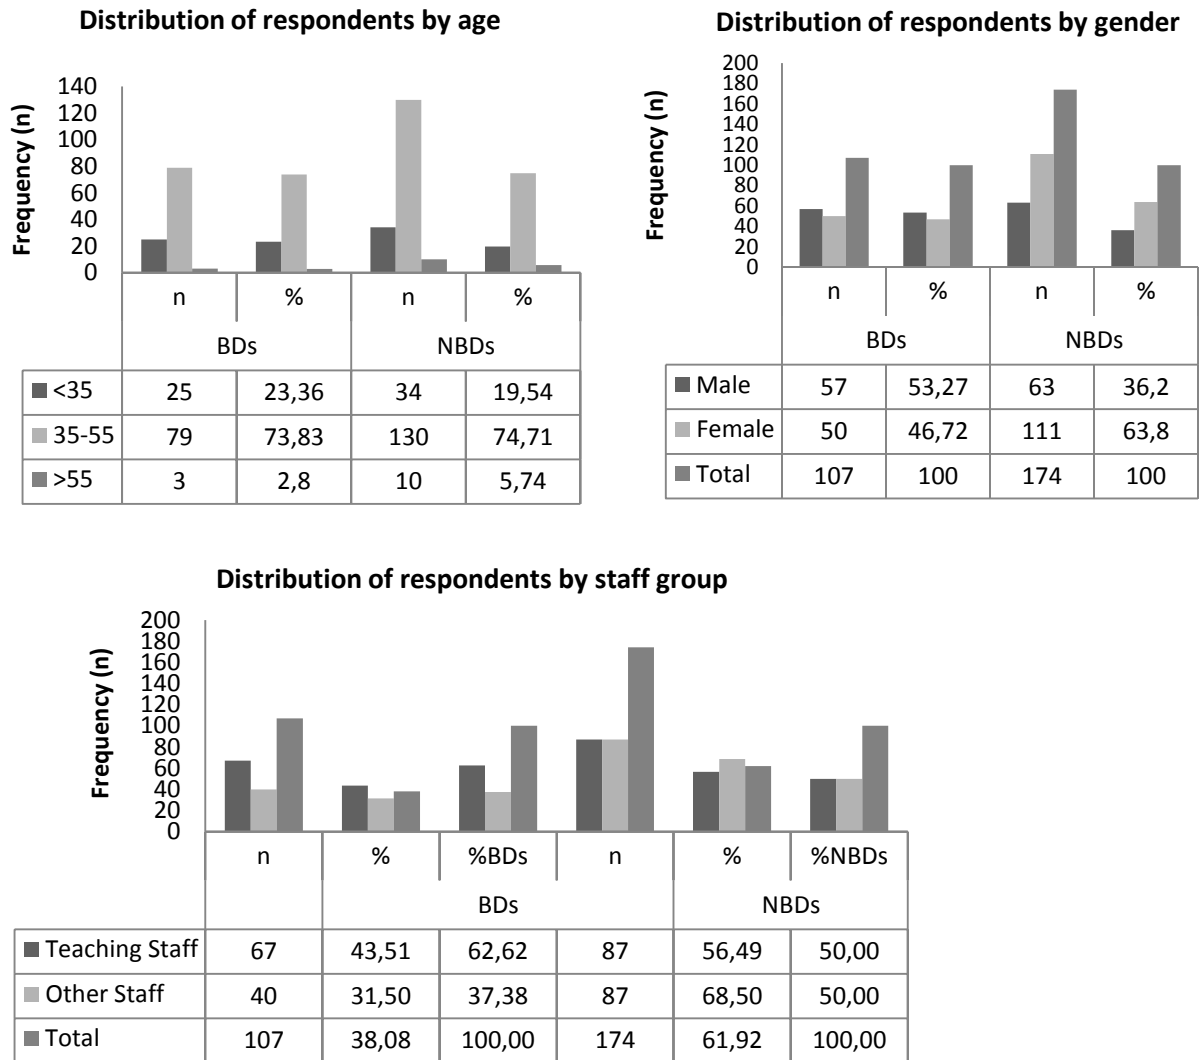 Distribution of respondents by age
Frequency (n)
140
120
100
80
60
40
20
0
n % n %
BDs NBDs
<35 25 23,36 34 19,54
35-55 79 73,83 130 74,71
>55 3 2,8 10 5,74
Distribution of respondents by gender
Frequency (n)
200
180
160
140
120
100
80
60
40
20
0
n % n %
BDs NBDs
Male 57 53,27 63 36,2
Female 50 46,72 111 63,8
Total 107 100 174 100
Distribution of respondents by staff group
Frequency (n)
200
180
160
140
120
100
80
60
40
20
0
n % %BDs n % %NBDs
BDs NBDs
Teaching Staff 67 43,51 62,62 87 56,49 50,00
Other Staff 40 31,50 37,38 87 68,50 50,00
Total 107 38,08 100,00 174 61,92 100,00